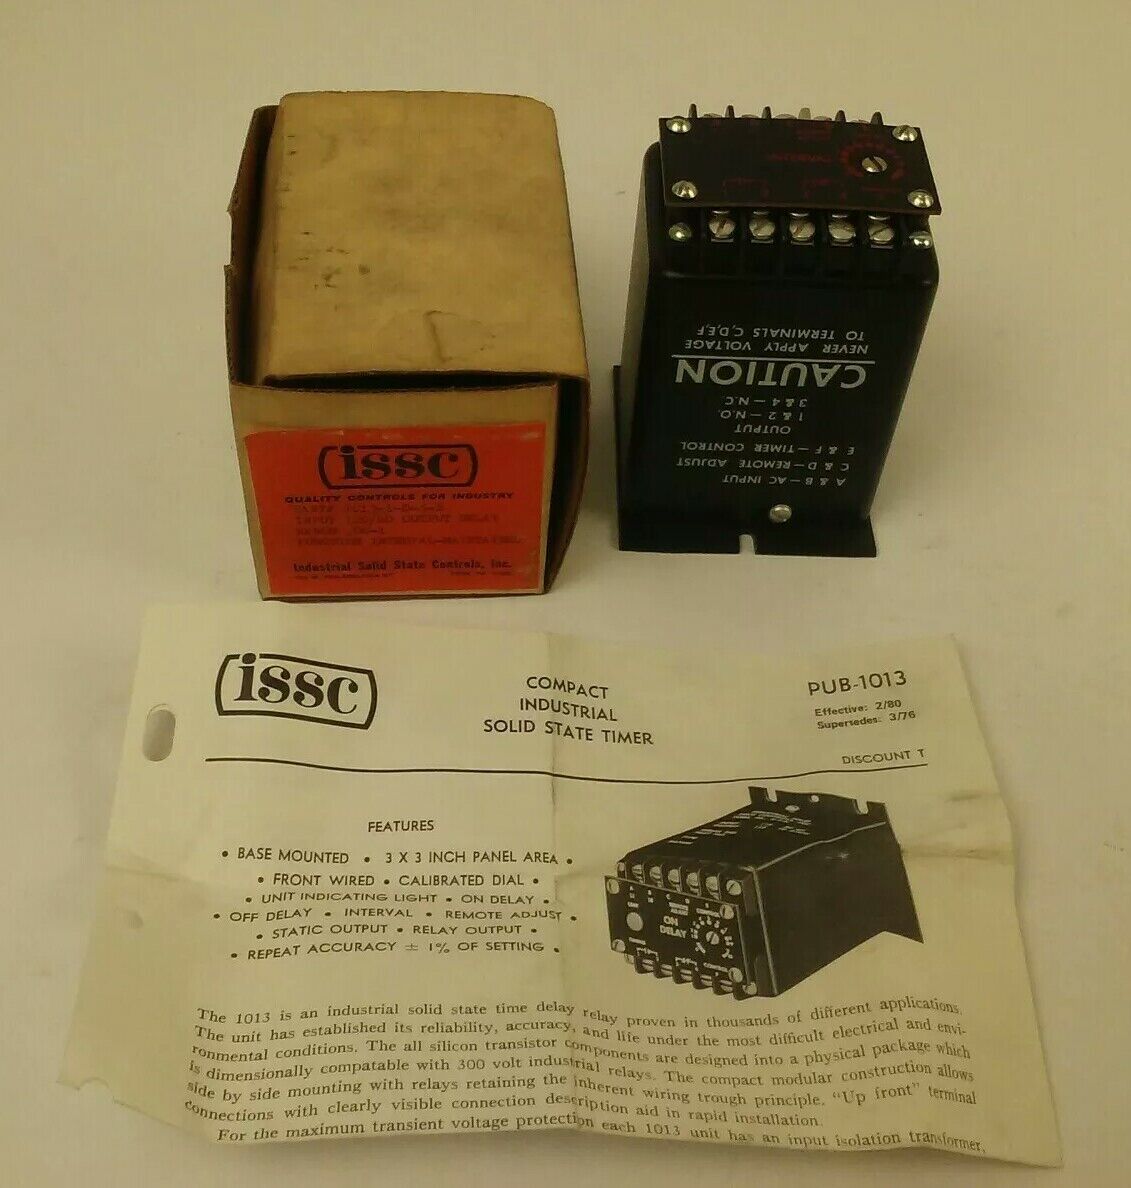 issc
QUALITY CONTROLS FOR INDUSTRY
INPUT 120/60 OUTPUT RELAY
FUNCTION INTERVAL-MAINTAINED
Industrial Solid State Controls, Inc.
A & B — AC INPUT
C & D — REMOTE ADJUST
E & F — TIMER CONTROL
OUTPUT
1 & 2 — N.O.
3 & 4 — N.C
CAUTION
NEVER APPLY VOLTAGE
TO TERMINALS C,D,E,F
issc
COMPACT
INDUSTRIAL
SOLID STATE TIMER
PUB-1013
Effective: 2/80
Supersedes: 3/76
DISCOUNT T
FEATURES
• BASE MOUNTED • 3 X 3 INCH PANEL AREA •
• FRONT WIRED • CALIBRATED DIAL •
• UNIT INDICATING LIGHT • ON DELAY •
• OFF DELAY • INTERVAL • REMOTE ADJUST •
• STATIC OUTPUT • RELAY OUTPUT •
• REPEAT ACCURACY ± 1% OF SETTING •
ON
DELAY
The 1013 is an industrial solid state time delay relay proven in thousands of different applications.
The unit has established its reliability, accuracy, and life under the most difficult electrical and envi-
ronmental conditions. The all silicon transistor components are designed into a physical package which
is dimensionally compatable with 300 volt industrial relays. The compact modular construction allows
side by side mounting with relays retaining the inherent wiring trough principle. "Up front" terminal
connections with clearly visible connection description aid in rapid installation.
For the maximum transient voltage protection each 1013 unit has an input isolation transformer,